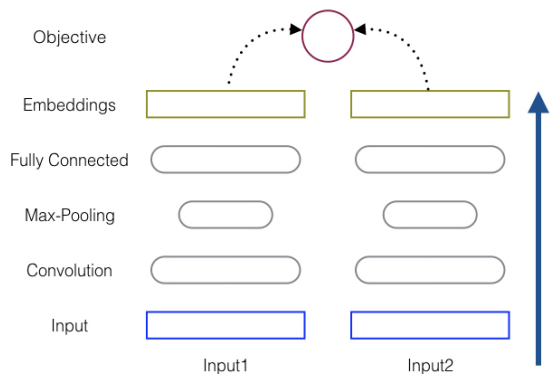 Objective
Embeddings
Fully Connected
Max-Pooling
Convolution
Input
Input1
Input2